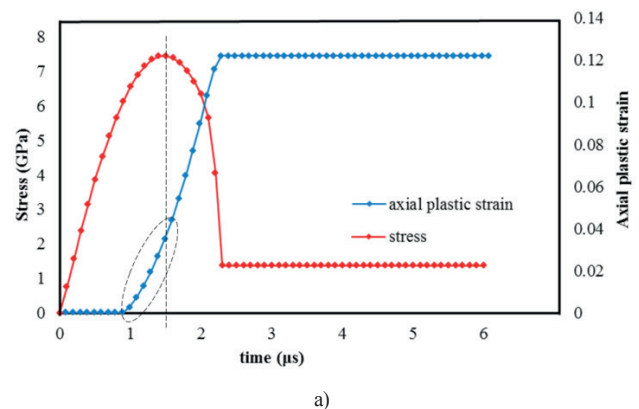 8
7
6
5
4
3
2
1
0
Stress (GPa)
0.14
0.12
0.1
0.08
0.06
0.04
0.02
0
Axial plastic strain
axial plastic strain
stress
0 1 2 3 4 5 6
time (μs)
a)